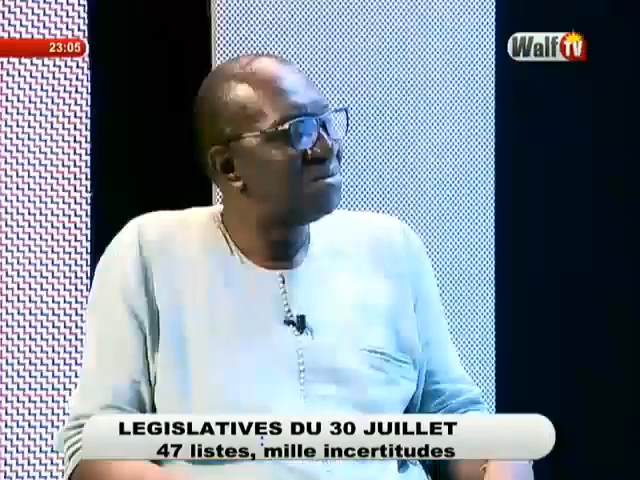 23:05
Walf TV
LEGISLATIVES DU 30 JUILLET
47 listes, mille incertitudes